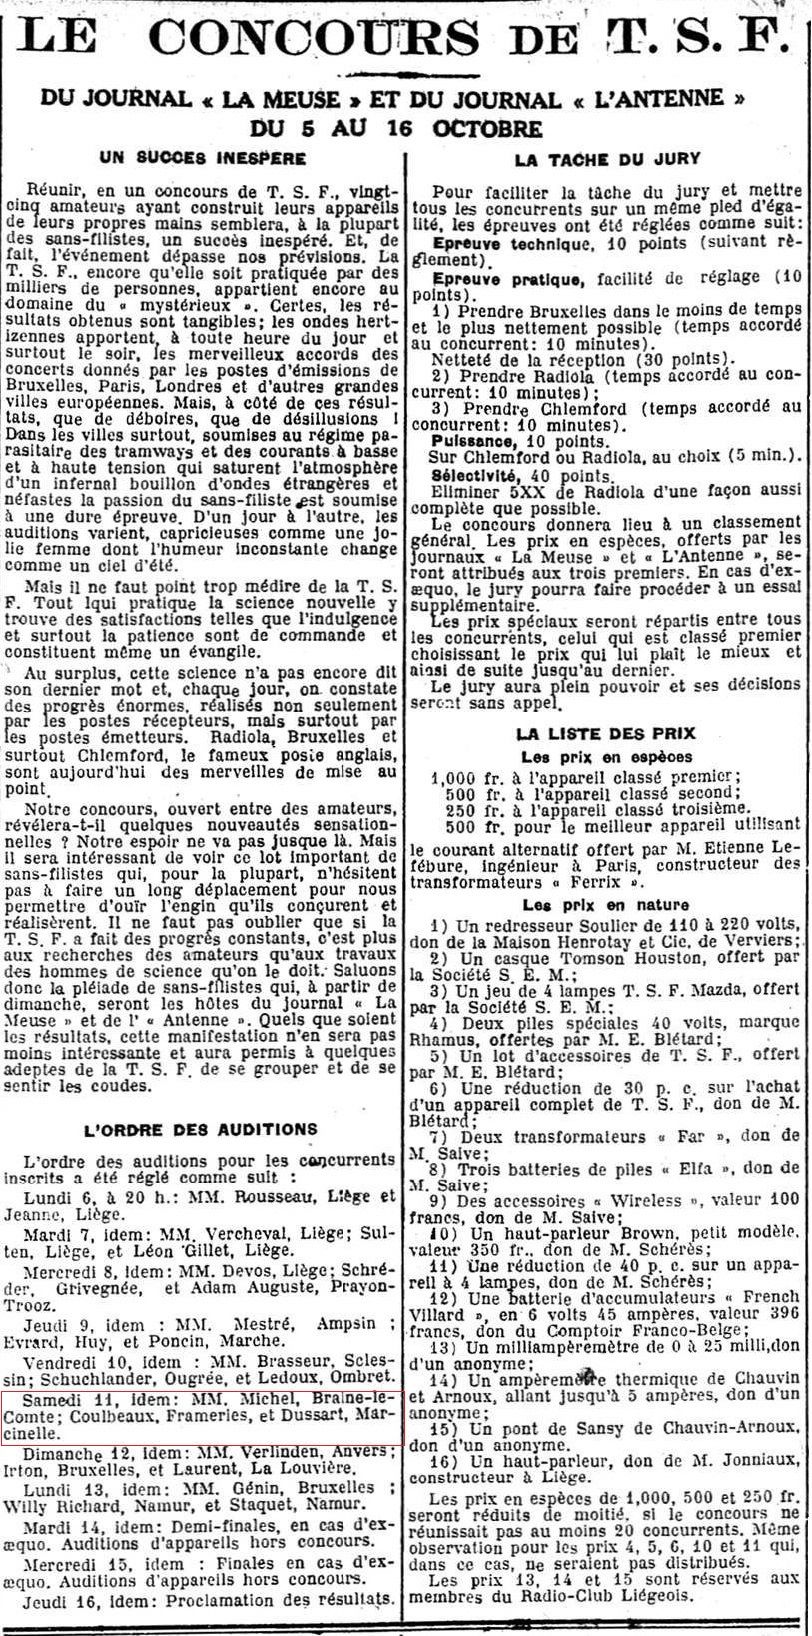 LE CONCOURS DE T. S. F.
DU JOURNAL « LA MEUSE » ET DU JOURNAL « L'ANTENNE »
DU 5 AU 16 OCTOBRE
UN SUCCES INESPERE
Réunir, en un concours de T. S. F., vingt-
cinq amateurs ayant construit leurs appareils
de leurs propres mains semblera, à la plupart
des sans-filistes, un succès inespéré. Et, de
fait, l'événement dépasse nos prévisions. La
T. S. F., encore qu'elle soit pratiquée par des
milliers de personnes, appartient encore au
domaine du « mystérieux ». Certes, les ré-
sultats obtenus sont tangibles; les ondes hert-
izennes apportent, à toute heure du jour et
surtout le soir, les merveilleux accords des
concerts donnés par les postes d'émissions de
Bruxelles, Paris, Londres et d'autres grandes
villes européennes. Mais, à côté de ces résul-
tats, que de déboires, que de désillusions !
Dans les villes surtout, soumises au régime pa-
rasitaire des tramways et des courants à basse
et à haute tension qui saturent l'atmosphère
d'un infernal bouillon d'ondes étrangères et
néfastes la passion du sans-filiste est soumise
à une dure épreuve. D'un jour à l'autre, les
auditions varient, capricieuses comme une jo-
lie femme dont l'humeur inconstante change
comme un ciel d'été.
Mais il ne faut point trop médire de la T. S.
F. Tout lqui pratique la science nouvelle y
trouve des satisfactions telles que l'indulgence
et surtout la patience sont de commande et
constituent même un évangile.
Au surplus, cette science n'a pas encore dit
son dernier mot et, chaque jour, on constate
des progrès énormes, réalisés non seulement
par les postes récepteurs, mais surtout par
les postes émetteurs. Radiola, Bruxelles et
surtout Chlemford, le fameux poste anglais,
sont aujourd'hui des merveilles de mise au
point.
Notre concours, ouvert entre des amateurs,
révélera-t-il quelques nouveautés sensation-
nelles ? Notre espoir ne va pas jusque là. Mais
il sera intéressant de voir ce lot important de
sans-filistes qui, pour la plupart, n'hésitent
pas à faire un long déplacement pour nous
permettre d'ouïr l'engin qu'ils conçurent et
réalisèrent. Il ne faut pas oublier que si la
T. S. F. a fait des progrès constants, c'est plus
aux recherches des amateurs qu'aux travaux
des hommes de science qu'on le doit. Saluons
donc la pléiade de sans-filistes qui, à partir de
dimanche, seront les hôtes du journal « La
Meuse » et de l' « Antenne ». Quels que soient
les résultats, cette manifestation n'en sera pas
moins intéressante et aura permis à quelques
adeptes de la T. S. F. de se grouper et de se
sentir les coudes.
L'ORDRE DES AUDITIONS
L'ordre des auditions pour les concurrents
inscrits a été réglé comme suit :
Lundi 6, à 20 h.: MM. Rousseau, Liège et
Jeanne, Liège.
Mardi 7, idem: MM. Vercheval, Liège; Sul-
ten, Liège, et Léon Gillet, Liège.
Mercredi 8, idem: MM. Devos, Liège; Schré-
der, Grivegnée, et Adam Auguste, Prayon-
Trooz.
Jeudi 9, idem : MM. Mestré, Ampsin ;
Evrard, Huy, et Poncin, Marche.
Vendredi 10, idem : MM. Brasseur, Scles-
sin; Schuchlander, Ougrée, et Ledoux, Ombret.
Samedi 11, idem: MM. Michel, Braine-le-
Comte; Coulbeaux, Frameries, et Dussart, Mar-
cinelle.
Dimanche 12, idem: MM. Verlinden, Anvers;
Irton, Bruxelles, et Laurent, La Louvière.
Lundi 13, idem: MM. Génin, Bruxelles ;
Willy Richard, Namur, et Staquet, Namur.
Mardi 14, idem: Demi-finales, en cas d'ex-
æquo. Auditions d'appareils hors concours.
Mercredi 15, idem : Finales en cas d'ex-
æquo. Auditions d'appareils hors concours.
Jeudi 16, idem: Proclamation des résultats.
LA TACHE DU JURY
Pour faciliter la tâche du jury et mettre
tous les concurrents sur un même pied d'éga-
lité, les épreuves ont été réglées comme suit:
Epreuve technique, 10 points (suivant rè-
glement).
Epreuve pratique, facilité de réglage (10
points).
1) Prendre Bruxelles dans le moins de temps
et le plus nettement possible (temps accordé
au concurrent: 10 minutes).
Netteté de la réception (30 points).
2) Prendre Radiola (temps accordé au con-
current: 10 minutes);
3) Prendre Chlemford (temps accordé au
concurrent: 10 minutes).
Puissance, 10 points.
Sur Chlemford ou Radiola, au choix (5 min.).
Sélectivité, 40 points.
Eliminer 5XX de Radiola d'une façon aussi
complète que possible.
Le concours donnera lieu à un classement
général. Les prix en espèces, offerts par les
journaux « La Meuse » et « L'Antenne », se-
ront attribués aux trois premiers. En cas d'ex-
æquo, le jury pourra faire procéder à un essai
supplémentaire.
Les prix spéciaux seront répartis entre tous
les concurrents, celui qui est classé premier
choisissant le prix qui lui plaît le mieux et
ainsi de suite jusqu'au dernier.
Le jury aura plein pouvoir et ses décisions
seront sans appel.
LA LISTE DES PRIX
Les prix en espèces
1,000 fr. à l'appareil classé premier;
500 fr. à l'appareil classé second;
250 fr. à l'appareil classé troisième.
500 fr. pour le meilleur appareil utilisant
le courant alternatif offert par M. Etienne Le-
fébure, ingénieur à Paris, constructeur des
transformateurs « Ferrix ».
Les prix en nature
1) Un redresseur Soulier de 110 à 220 volts,
don de la Maison Henrotay et Cie, de Verviers;
2) Un casque Tomson Houston, offert par
la Société S. E. M.;
3) Un jeu de 4 lampes T. S. F. Mazda, offert
par la Société S. E. M.;
4) Deux piles spéciales 40 volts, marque
Rhamus, offertes par M. E. Blétard;
5) Un lot d'accessoires de T. S. F., offert
par M. E. Blétard;
6) Une réduction de 30 p. c. sur l'achat
d'un appareil complet de T. S. F., don de M.
Blétard;
7) Deux transformateurs « Far », don de
M. Saive;
8) Trois batteries de piles « Elfa », don de
M. Saive;
9) Des accessoires « Wireless », valeur 100
francs, don de M. Saive;
10) Un haut-parleur Brown, petit modèle,
valeur 350 fr., don de M. Schérès;
11) Une réduction de 40 p. c. sur un appa-
reil à 4 lampes, don de M. Schérès;
12) Une batterie d'accumulateurs « French
Villard », en 6 volts 45 ampères, valeur 396
francs, don du Comptoir Franco-Belge;
13) Un milliampèremètre de 0 à 25 milli, don
d'un anonyme;
14) Un ampèremètre thermique de Chauvin
et Arnoux, allant jusqu'à 5 ampères, don d'un
anonyme;
15) Un pont de Sansy de Chauvin-Arnoux,
don d'un anonyme.
16) Un haut-parleur, don de M. Jonniaux,
constructeur à Liège.
Les prix en espèces de 1,000, 500 et 250 fr.
seront réduits de moitié, si le concours ne
réunissait pas au moins 20 concurrents. Même
observation pour les prix 4, 5, 6, 10 et 11 qui,
dans ce cas, ne seraient pas distribués.
Les prix 13, 14 et 15 sont réservés aux
membres du Radio-Club Liégeois.